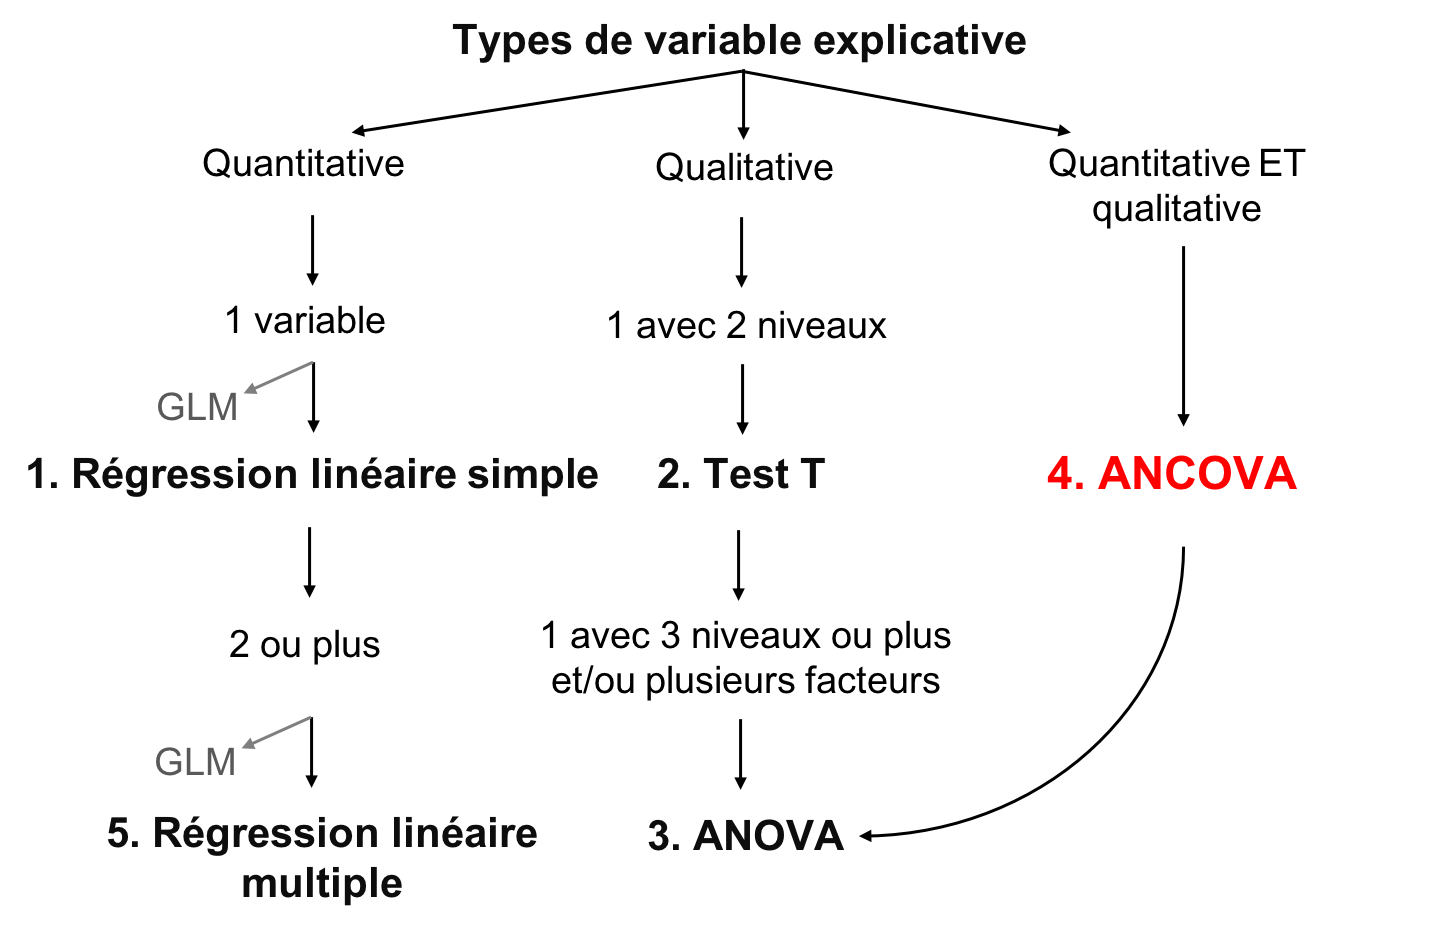 Types de variable explicative
Quantitative
Qualitative
Quantitative ET
qualitative
1 variable
1 avec 2 niveaux
GLM
1. Régression linéaire simple
2. Test T
4. ANCOVA
2 ou plus
1 avec 3 niveaux ou plus
et/ou plusieurs facteurs
GLM
5. Régression linéaire
multiple
3. ANOVA